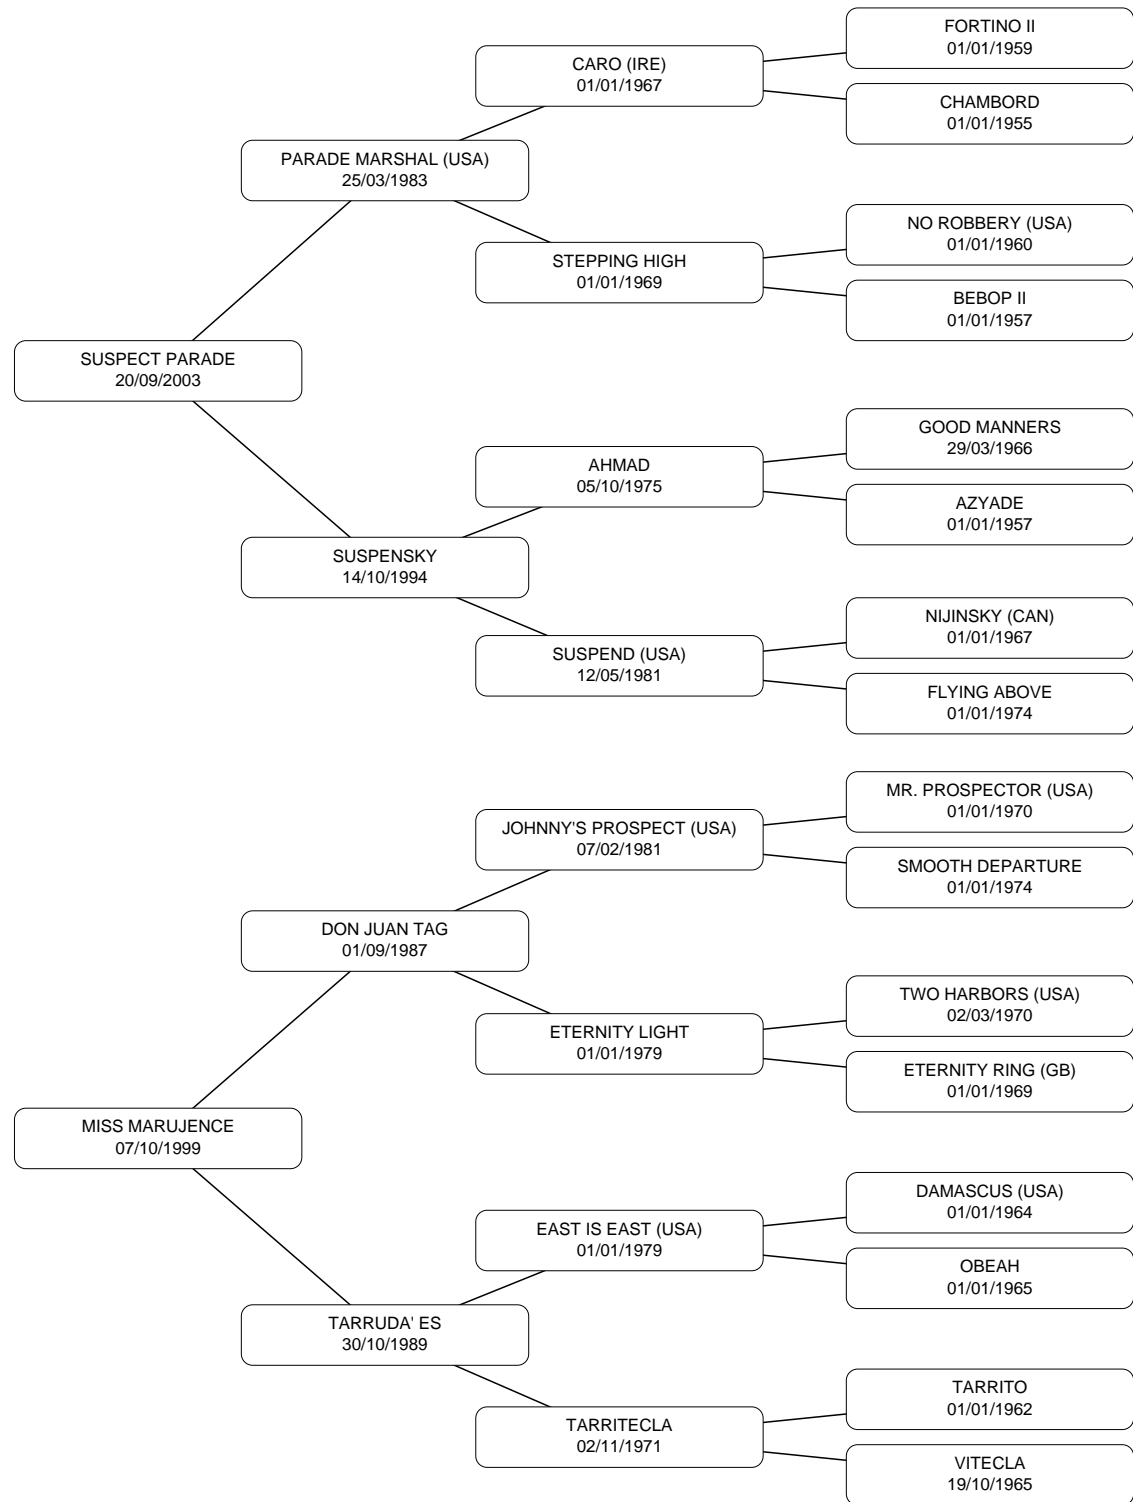 FORTINO II
01/01/1959
CARO (IRE)
01/01/1967
CHAMBORD
01/01/1955
PARADE MARSHAL (USA)
25/03/1983
NO ROBBERY (USA)
01/01/1960
STEPPING HIGH
01/01/1969
BEBOP II
01/01/1957
SUSPECT PARADE
20/09/2003
GOOD MANNERS
29/03/1966
AHMAD
05/10/1975
AZYADE
01/01/1957
SUSPENSKY
14/10/1994
NIJINSKY (CAN)
01/01/1967
SUSPEND (USA)
12/05/1981
FLYING ABOVE
01/01/1974
MR. PROSPECTOR (USA)
01/01/1970
JOHNNY'S PROSPECT (USA)
07/02/1981
SMOOTH DEPARTURE
01/01/1974
DON JUAN TAG
01/09/1987
TWO HARBORS (USA)
02/03/1970
ETERNITY LIGHT
01/01/1979
ETERNITY RING (GB)
01/01/1969
MISS MARUJENCE
07/10/1999
DAMASCUS (USA)
01/01/1964
EAST IS EAST (USA)
01/01/1979
OBEAH
01/01/1965
TARRUDA' ES
30/10/1989
TARRITO
01/01/1962
TARRITECLA
02/11/1971
VITECLA
19/10/1965